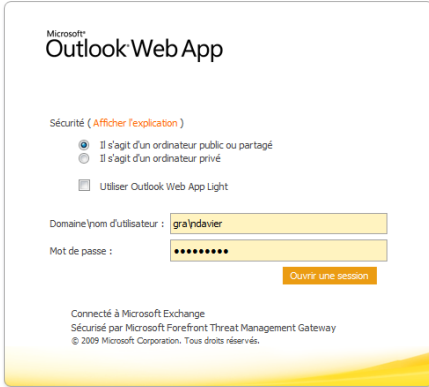 Microsoft®
Outlook Web App
Sécurité ( Afficher l'explication )
Il s'agit d'un ordinateur public ou partagé
Il s'agit d'un ordinateur privé
Utiliser Outlook Web App Light
Domaine\nom d'utilisateur : gra\ndavier
Mot de passe : •••••••••
Ouvrir une session
Connecté à Microsoft Exchange
Sécurisé par Microsoft Forefront Threat Management Gateway
© 2009 Microsoft Corporation. Tous droits réservés.